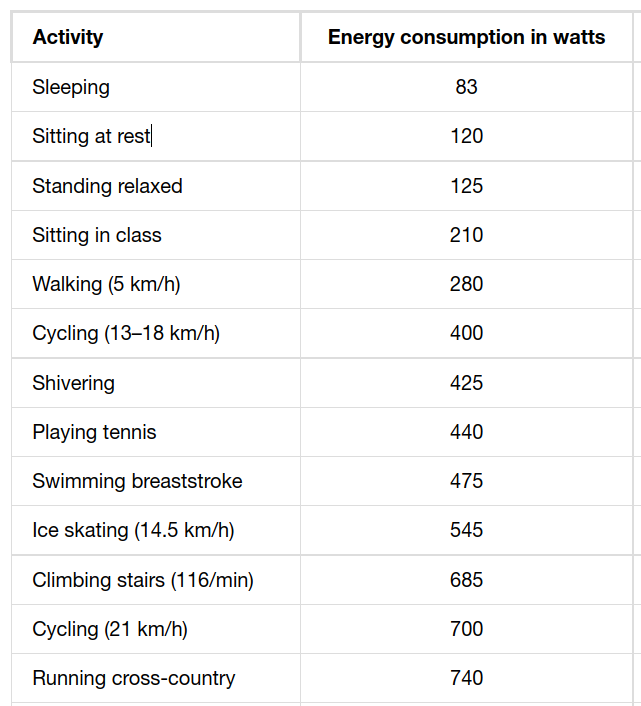 Activity Energy consumption in watts
Sleeping 83
Sitting at rest 120
Standing relaxed 125
Sitting in class 210
Walking (5 km/h) 280
Cycling (13–18 km/h) 400
Shivering 425
Playing tennis 440
Swimming breaststroke 475
Ice skating (14.5 km/h) 545
Climbing stairs (116/min) 685
Cycling (21 km/h) 700
Running cross-country 740